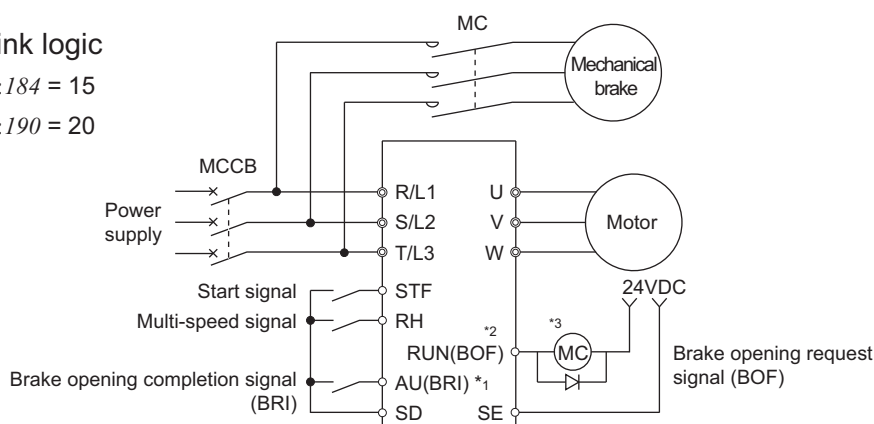 MC
ink logic
184 = 15
190 = 20
Mechanical
brake
MCCB
Power
supply
R/L1
S/L2
T/L3
U
V
W
Motor
24VDC
Start signal
STF
Multi-speed signal
RH
*2
*3
RUN(BOF)
MC
Brake opening request
signal (BOF)
Brake opening completion signal
(BRI)
AU(BRI) *1
SD
SE